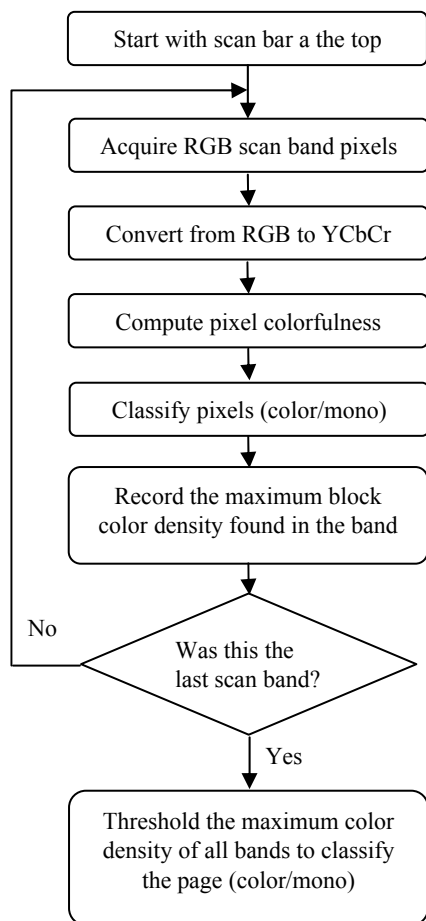 Start with scan bar a the top
Acquire RGB scan band pixels
Convert from RGB to YCbCr
Compute pixel colorfulness
Classify pixels (color/mono)
Record the maximum block
color density found in the band
No
Was this the
last scan band?
Yes
Threshold the maximum color
density of all bands to classify
the page (color/mono)